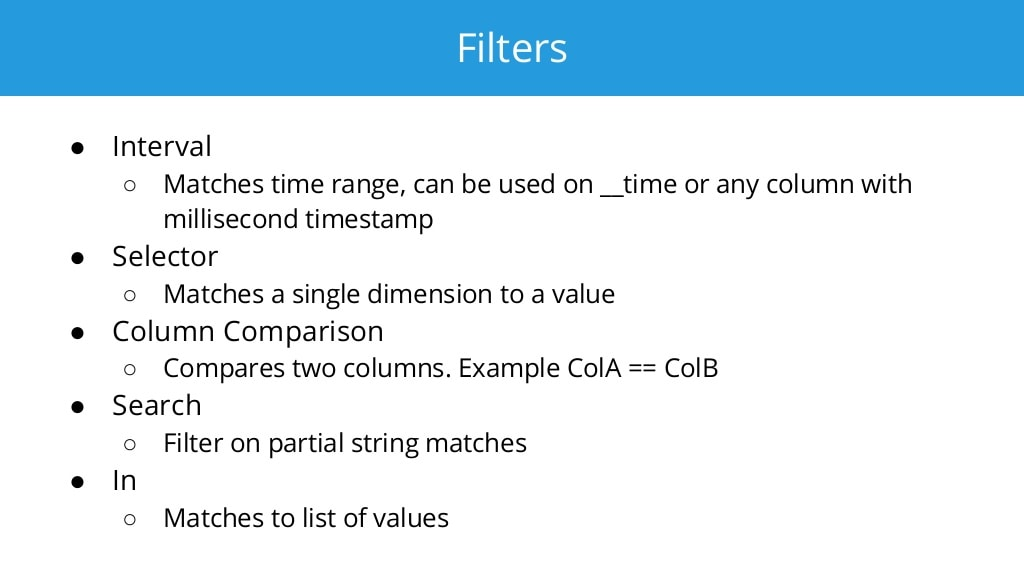 Filters
● Interval
○ Matches time range, can be used on __time or any column with
millisecond timestamp
● Selector
○ Matches a single dimension to a value
● Column Comparison
○ Compares two columns. Example ColA == ColB
● Search
○ Filter on partial string matches
● In
○ Matches to list of values